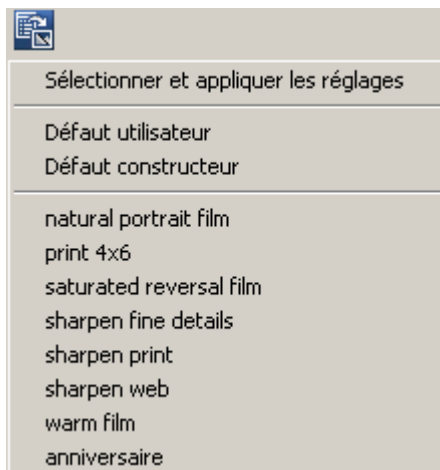 Sélectionner et appliquer les réglages
Défaut utilisateur
Défaut constructeur
natural portrait film
print 4x6
saturated reversal film
sharpen fine details
sharpen print
sharpen web
warm film
anniversaire